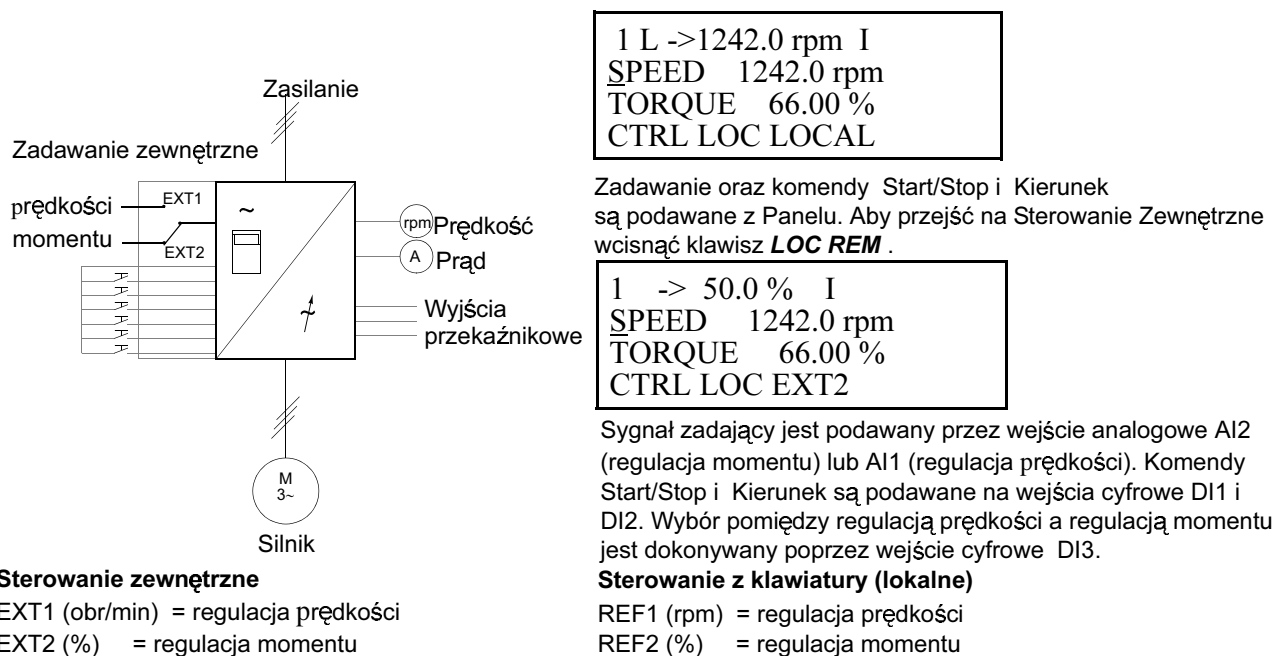 Zasilanie
Zadawanie zewnętrzne
prędkości
momentu
EXT1
EXT2
~
rpm
Prędkość
A
Prąd
Wyjścia
przekaźnikowe
M
3~
Silnik
Sterowanie zewnętrzne
EXT1 (obr/min) = regulacja prędkości
EXT2 (%) = regulacja momentu
1 L ->1242.0 rpm I
SPEED 1242.0 rpm
TORQUE 66.00 %
CTRL LOC LOCAL
Zadawanie oraz komendy Start/Stop i Kierunek
są podawane z Panelu. Aby przejść na Sterowanie Zewnętrzne
wcisnąć klawisz LOC REM .
1 -> 50.0 % I
SPEED 1242.0 rpm
TORQUE 66.00 %
CTRL LOC EXT2
Sygnał zadający jest podawany przez wejście analogowe AI2
(regulacja momentu) lub AI1 (regulacja prędkości). Komendy
Start/Stop i Kierunek są podawane na wejścia cyfrowe DI1 i
DI2. Wybór pomiędzy regulacją prędkości a regulacją momentu
jest dokonywany poprzez wejście cyfrowe DI3.
Sterowanie z klawiatury (lokalne)
REF1 (rpm) = regulacja prędkości
REF2 (%) = regulacja momentu